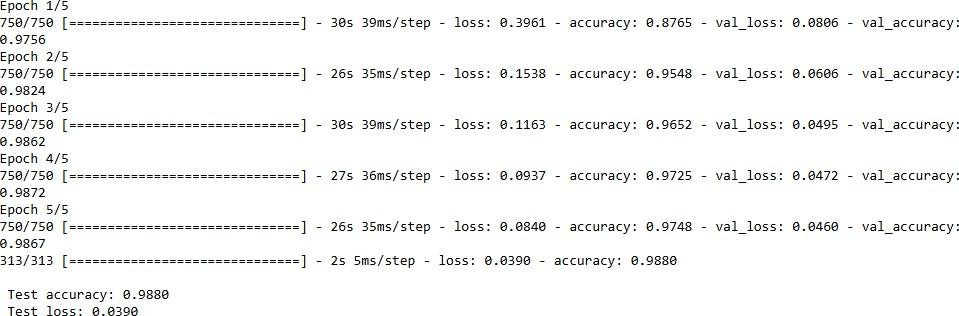 Epoch 1/5
750/750 [==============================] - 30s 39ms/step - loss: 0.3961 - accuracy: 0.8765 - val_loss: 0.0806 - val_accuracy:
0.9756
Epoch 2/5
750/750 [==============================] - 26s 35ms/step - loss: 0.1538 - accuracy: 0.9548 - val_loss: 0.0606 - val_accuracy:
0.9824
Epoch 3/5
750/750 [==============================] - 30s 39ms/step - loss: 0.1163 - accuracy: 0.9652 - val_loss: 0.0495 - val_accuracy:
0.9862
Epoch 4/5
750/750 [==============================] - 27s 36ms/step - loss: 0.0937 - accuracy: 0.9725 - val_loss: 0.0472 - val_accuracy:
0.9872
Epoch 5/5
750/750 [==============================] - 26s 35ms/step - loss: 0.0840 - accuracy: 0.9748 - val_loss: 0.0460 - val_accuracy:
0.9867
313/313 [==============================] - 2s 5ms/step - loss: 0.0390 - accuracy: 0.9880
Test accuracy: 0.9880
Test loss: 0.0390